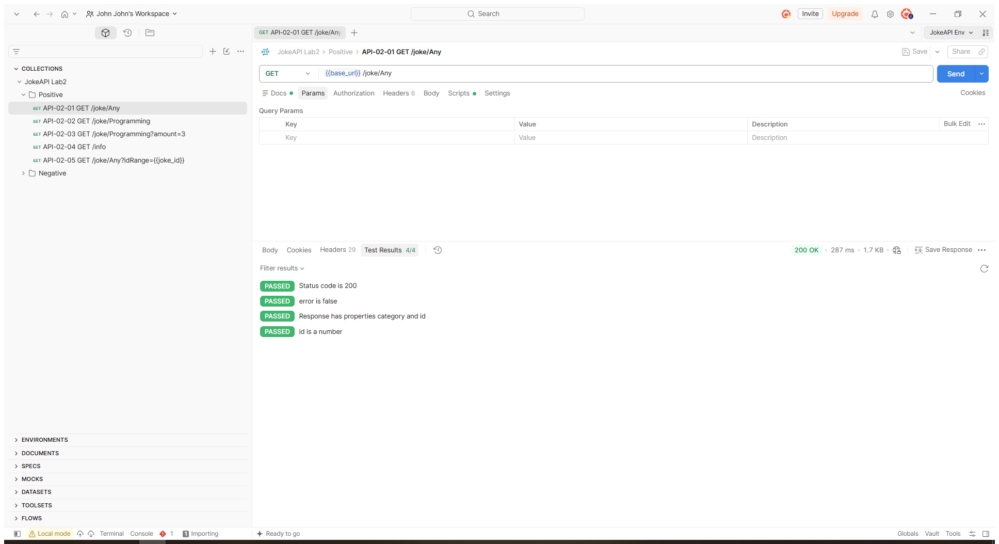 John John's Workspace
Search
Invite
Upgrade
GET API-02-01 GET /joke/Any
JokeAPI Env
JokeAPI Lab2 > Positive > API-02-01 GET /joke/Any
Save
Share
COLLECTIONS
JokeAPI Lab2
Positive
GET API-02-01 GET /joke/Any
GET API-02-02 GET /joke/Programming
GET API-02-03 GET /joke/Programming?amount=3
GET API-02-04 GET /info
GET API-02-05 GET /joke/Any?idRange={{joke_id}}
Negative
ENVIRONMENTS
DOCUMENTS
SPECS
MOCKS
DATASETS
TOOLSETS
FLOWS
HTTP
GET {{base_url}} /joke/Any
Send
Docs Params Authorization Headers 6 Body Scripts Settings
Cookies
Query Params
Key Value Description Bulk Edit
Key Value Description
Body Cookies Headers 29 Test Results 4/4
200 OK 287 ms 1.7 KB e.g. Save Response
Filter results
PASSED Status code is 200
PASSED error is false
PASSED Response has properties category and id
PASSED id is a number
Local mode Terminal Console 1 1 Importing
Ready to go
Globals Vault Tools